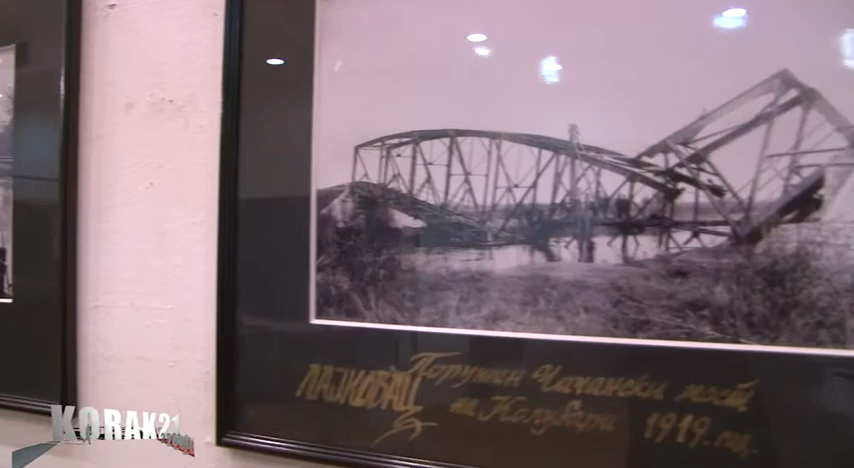 ЛАЈКОВАЦ
Порушен Чачански мост
на Колубари 1919. год.
KORAK21